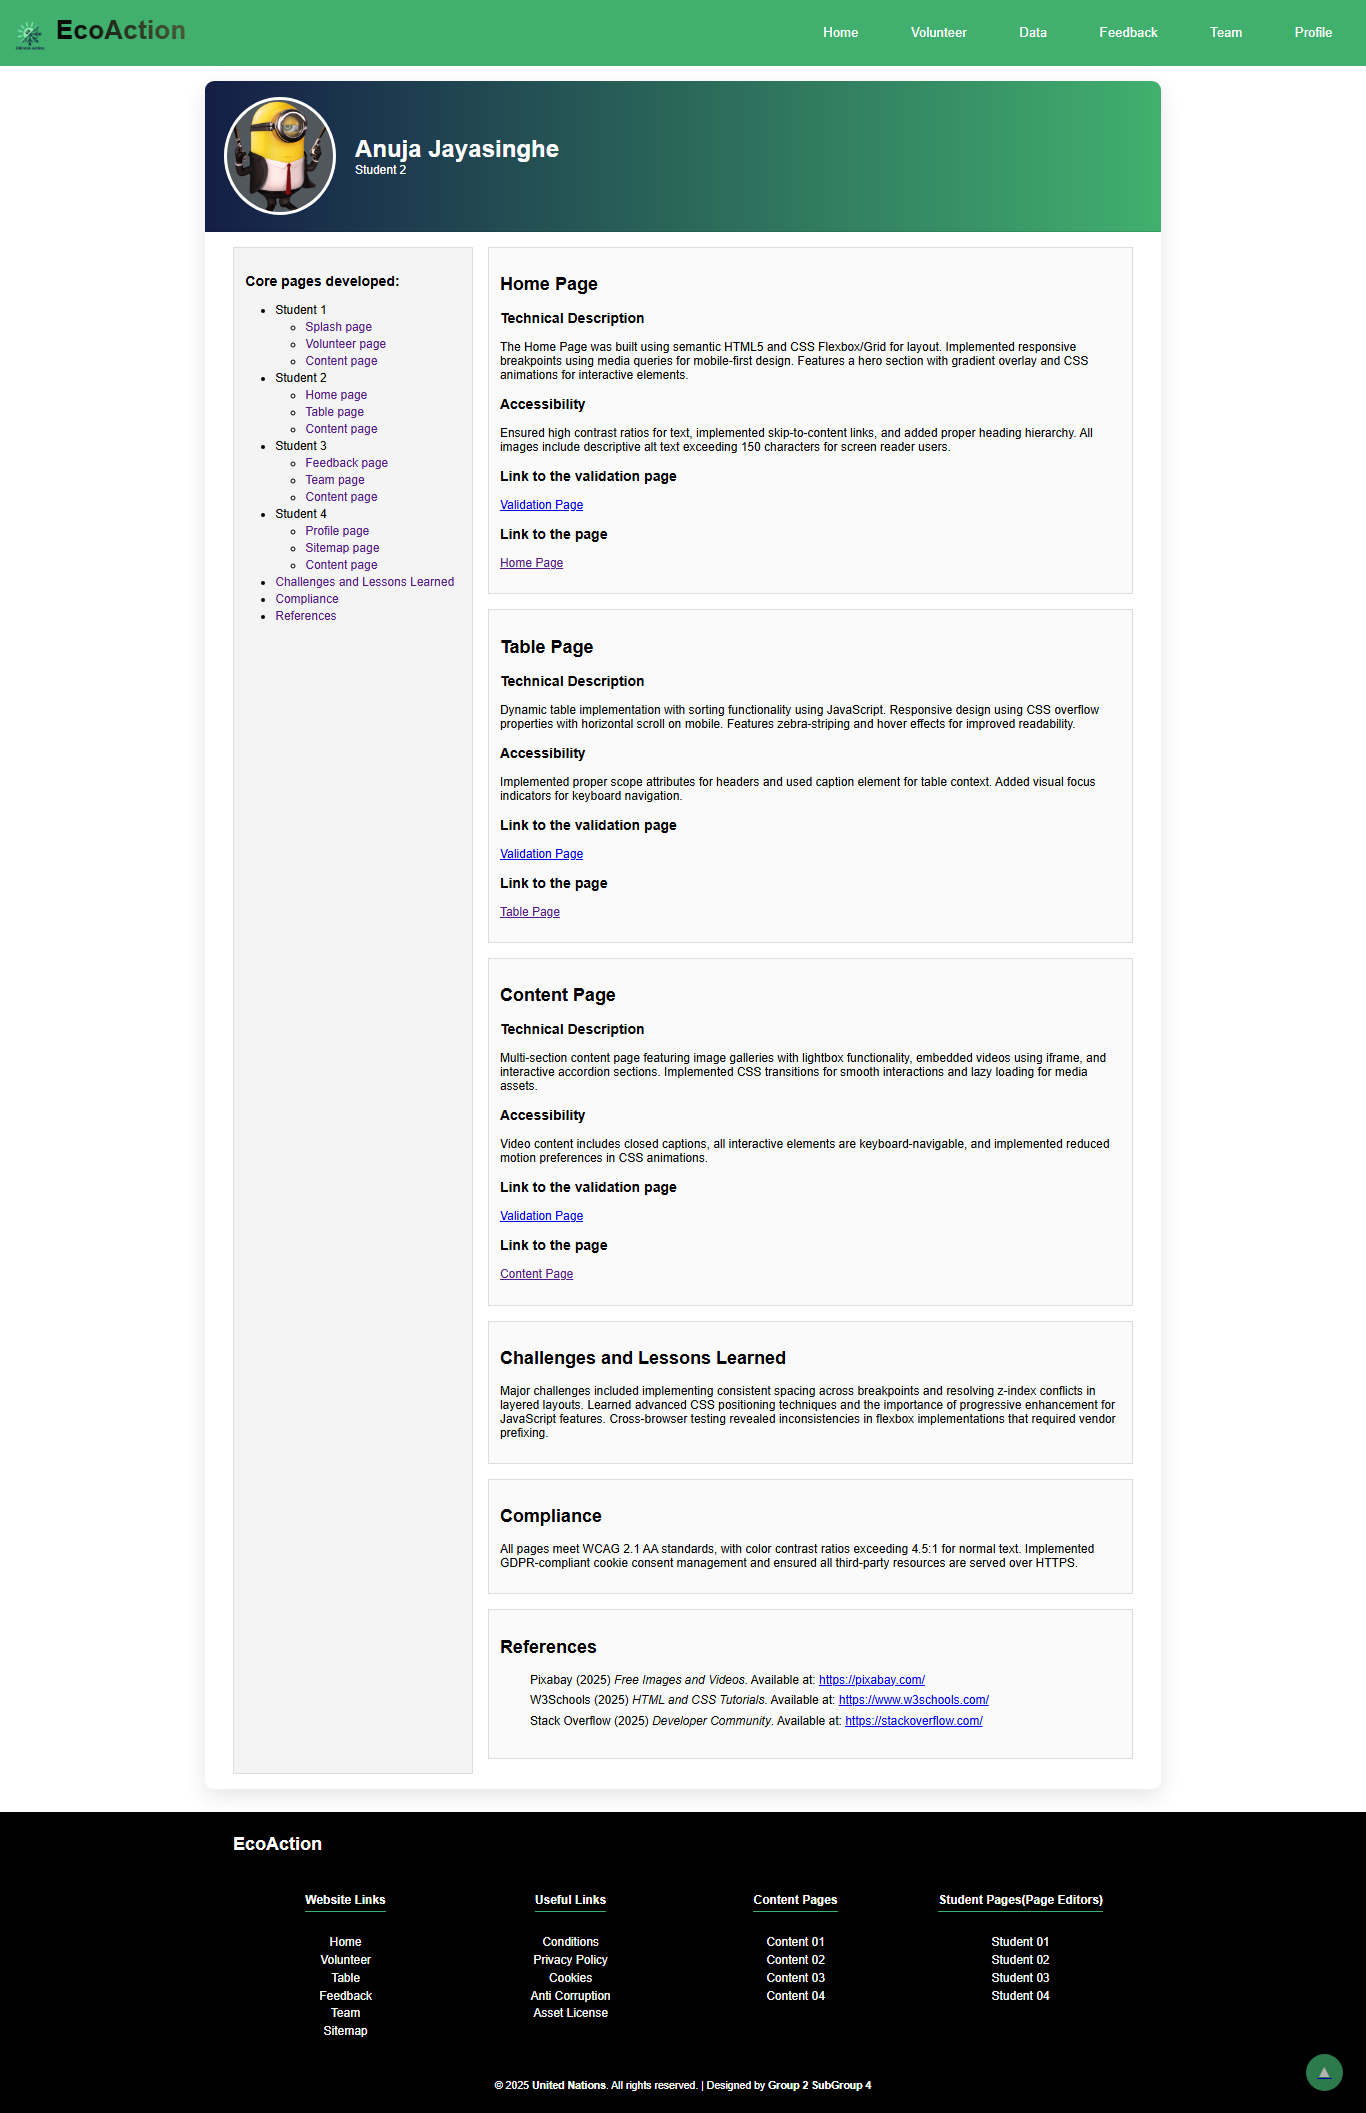 EcoAction
Home Volunteer Data Feedback Team Profile
Anuja Jayasinghe
Student 2
Core pages developed:
Student 1
Splash page
Volunteer page
Content page
Student 2
Home page
Table page
Content page
Student 3
Feedback page
Team page
Content page
Student 4
Profile page
Sitemap page
Content page
Challenges and Lessons Learned
Compliance
References
Home Page
Technical Description
The Home Page was built using semantic HTML5 and CSS Flexbox/Grid for layout. Implemented responsive
breakpoints using media queries for mobile-first design. Features a hero section with gradient overlay and CSS
animations for interactive elements.
Accessibility
Ensured high contrast ratios for text, implemented skip-to-content links, and added proper heading hierarchy. All
images include descriptive alt text exceeding 150 characters for screen reader users.
Link to the validation page
Validation Page
Link to the page
Home Page
Table Page
Technical Description
Dynamic table implementation with sorting functionality using JavaScript. Responsive design using CSS overflow
properties with horizontal scroll on mobile. Features zebra-striping and hover effects for improved readability.
Accessibility
Implemented proper scope attributes for headers and used caption element for table context. Added visual focus
indicators for keyboard navigation.
Link to the validation page
Validation Page
Link to the page
Table Page
Content Page
Technical Description
Multi-section content page featuring image galleries with lightbox functionality, embedded videos using iframe, and
interactive accordion sections. Implemented CSS transitions for smooth interactions and lazy loading for media
assets.
Accessibility
Video content includes closed captions, all interactive elements are keyboard-navigable, and implemented reduced
motion preferences in CSS animations.
Link to the validation page
Validation Page
Link to the page
Content Page
Challenges and Lessons Learned
Major challenges included implementing consistent spacing across breakpoints and resolving z-index conflicts in
layered layouts. Learned advanced CSS positioning techniques and the importance of progressive enhancement for
JavaScript features. Cross-browser testing revealed inconsistencies in flexbox implementations that required vendor
prefixing.
Compliance
All pages meet WCAG 2.1 AA standards, with color contrast ratios exceeding 4.5:1 for normal text. Implemented
GDPR-compliant cookie consent management and ensured all third-party resources are served over HTTPS.
References
Pixabay (2025) Free Images and Videos. Available at: https://pixabay.com/
W3Schools (2025) HTML and CSS Tutorials. Available at: https://www.w3schools.com/
Stack Overflow (2025) Developer Community. Available at: https://stackoverflow.com/
EcoAction
Website Links
Home
Volunteer
Table
Feedback
Team
Sitemap
Useful Links
Conditions
Privacy Policy
Cookies
Anti Corruption
Asset License
Content Pages
Content 01
Content 02
Content 03
Content 04
Student Pages(Page Editors)
Student 01
Student 02
Student 03
Student 04
© 2025 United Nations. All rights reserved. | Designed by Group 2 SubGroup 4
▲